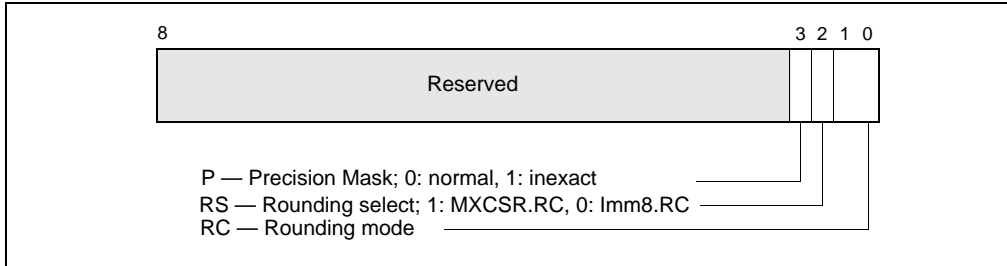 8 3 2 1 0
Reserved
P — Precision Mask; 0: normal, 1: inexact
RS — Rounding select; 1: MXCSR.RC, 0: Imm8.RC
RC — Rounding mode